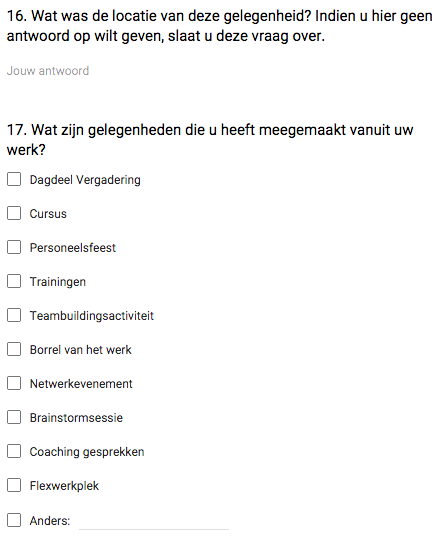 16. Wat was de locatie van deze gelegenheid? Indien u hier geen
antwoord op wilt geven, slaat u deze vraag over.
Jouw antwoord
17. Wat zijn gelegenheden die u heeft meegemaakt vanuit uw
werk?
Dagdeel Vergadering
Cursus
Personeelsfeest
Trainingen
Teambuildingsactiviteit
Borrel van het werk
Netwerkevenement
Brainstormsessie
Coaching gesprekken
Flexwerkplek
Anders: